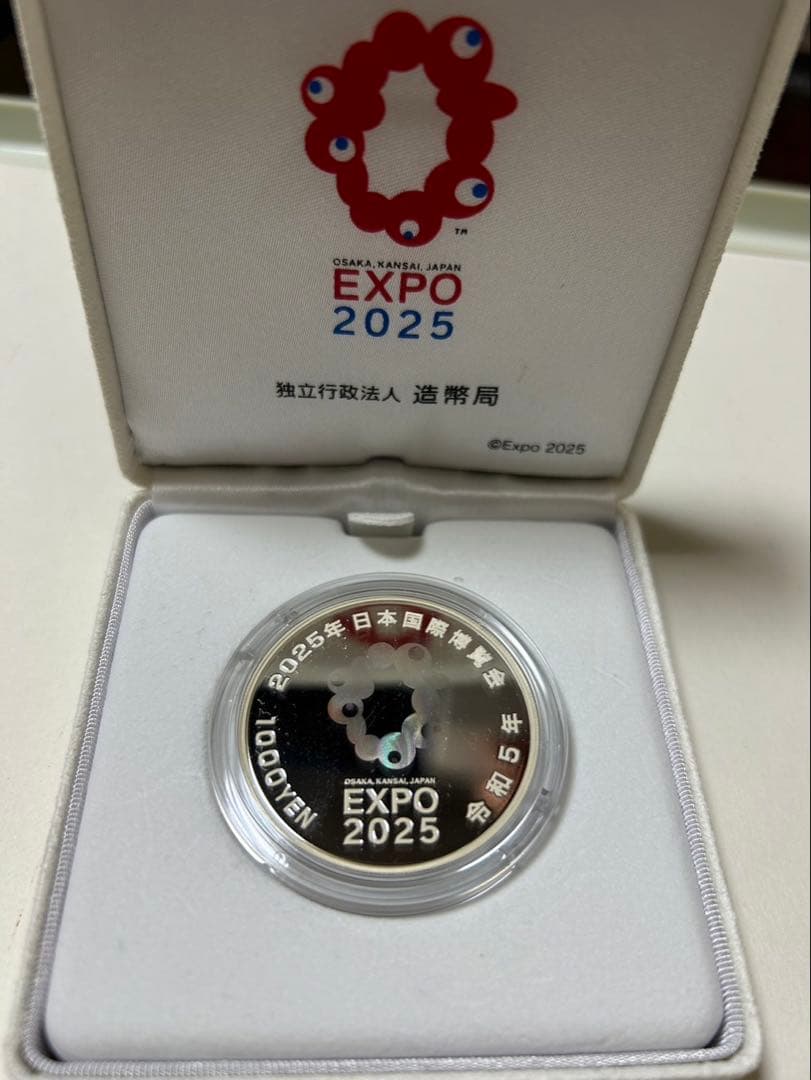 TM
OSAKA, KANSAI, JAPAN
EXPO
2025
独立行政法人 造幣局
©Expo 2025
2025年日本国際博覧会
1000YEN
令和5年
OSAKA, KANSAI, JAPAN
EXPO
2025